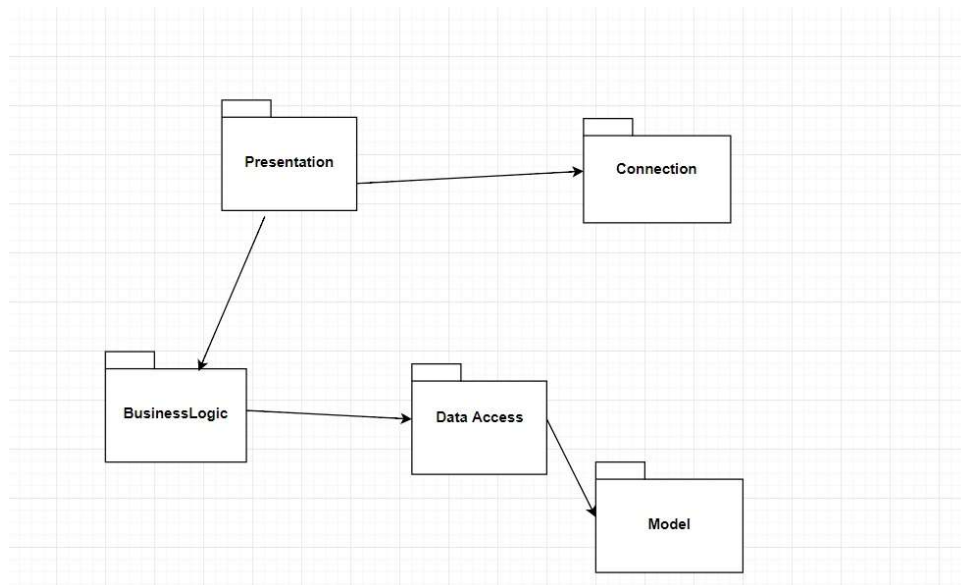 Presentation
Connection
BusinessLogic
Data Access
Model